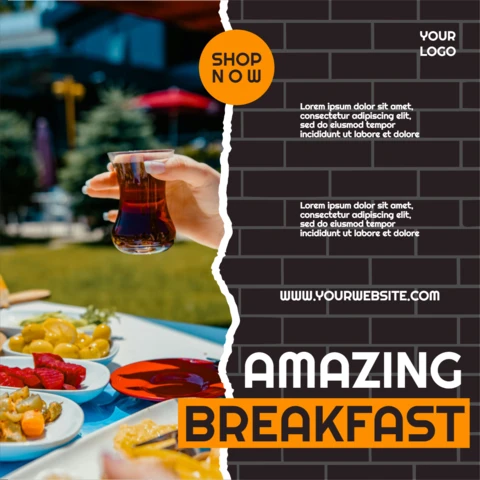 SHOP
NOW
YOUR
LOGO
Lorem ipsum dolor sit amet,
consectetur adipiscing elit,
sed do eiusmod tempor
incididunt ut labore et dolore
Lorem ipsum dolor sit amet,
consectetur adipiscing elit,
sed do eiusmod tempor
incididunt ut labore et dolore
WWW.YOURWEBSITE.COM
AMAZING
BREAKFAST